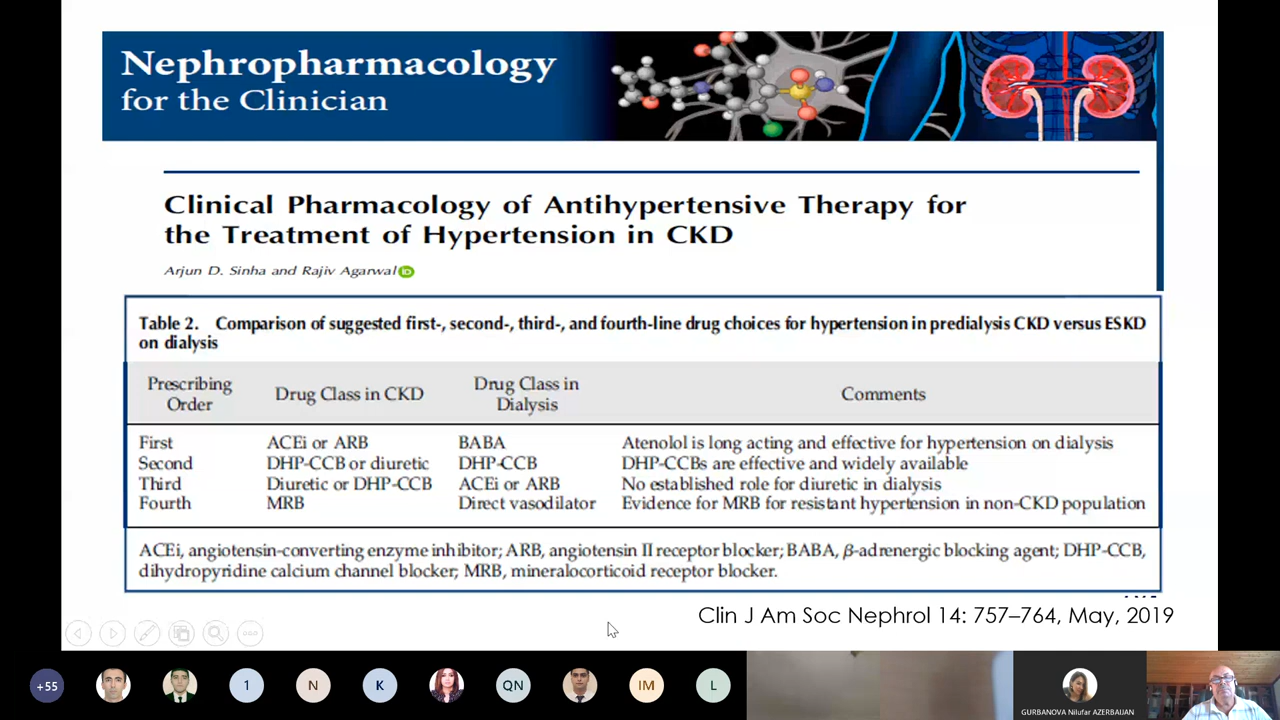 Nephropharmacology
for the Clinician
Clinical Pharmacology of Antihypertensive Therapy for
the Treatment of Hypertension in CKD
Arjun D. Sinha and Rajiv Agarwal iD
Table 2. Comparison of suggested first-, second-, third-, and fourth-line drug choices for hypertension in predialysis CKD versus ESKD
on dialysis
Prescribing Order Drug Class in CKD Drug Class in Dialysis Comments
First ACEi or ARB BABA Atenolol is long acting and effective for hypertension on dialysis
Second DHP-CCB or diuretic DHP-CCB DHP-CCBs are effective and widely available
Third Diuretic or DHP-CCB ACEi or ARB No established role for diuretic in dialysis
Fourth MRB Direct vasodilator Evidence for MRB for resistant hypertension in non-CKD population
ACEi, angiotensin-converting enzyme inhibitor; ARB, angiotensin II receptor blocker; BABA, β-adrenergic blocking agent; DHP-CCB,
dihydropyridine calcium channel blocker; MRB, mineralocorticoid receptor blocker.
Clin J Am Soc Nephrol 14: 757–764, May, 2019
+55 1 N K QN IM L
GURBANOVA Nilufar AZERBAIJAN